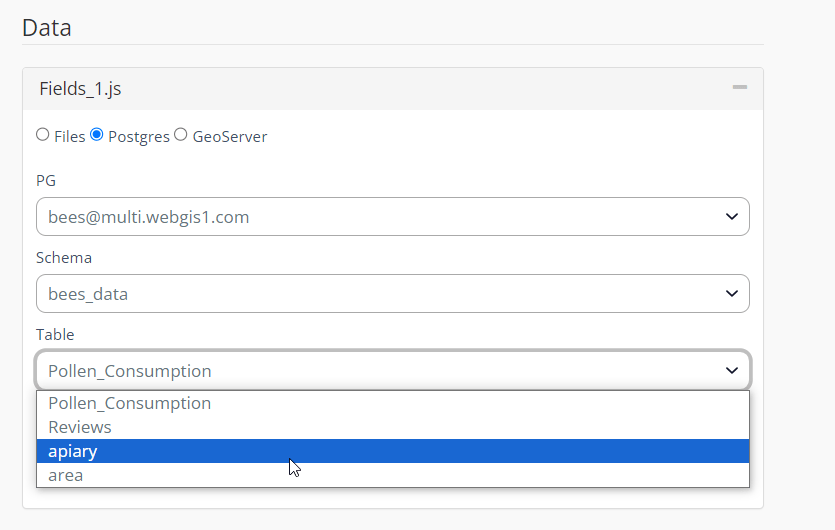 Data
Fields_1.js
Files Postgres GeoServer
PG
bees@multi.webgis1.com
Schema
bees_data
Table
Pollen_Consumption
Pollen_Consumption
Reviews
apiary
area